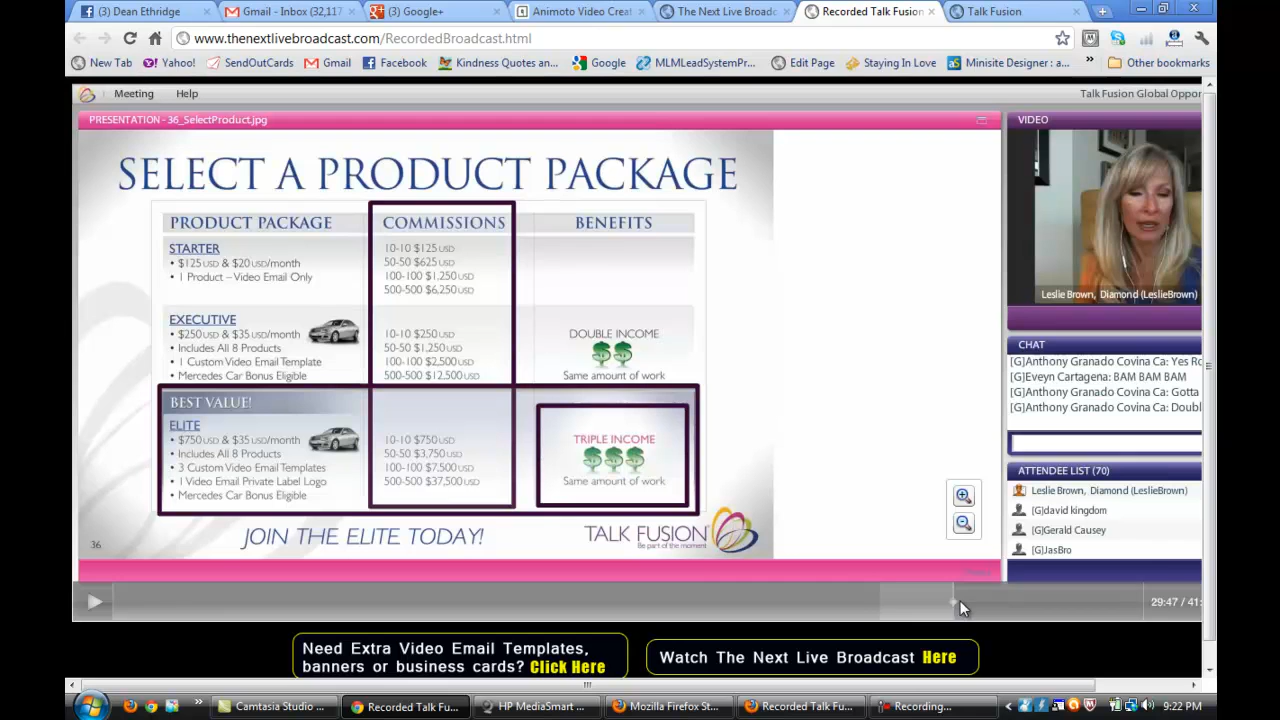 (3) Dean Ethridge
Gmail - Inbox (32,117
(3) Google+
Animoto Video Creat
The Next Live Broadc
Recorded Talk Fusion
Talk Fusion
www.thenextlivebroadcast.com/RecordedBroadcast.html
New Tab
Yahoo!
SendOutCards
Gmail
Facebook
Kindness Quotes an...
Google
MLMLeadSystemPr...
Edit Page
Staying In Love
Minisite Designer : a...
Other bookmarks
Meeting
Help
Talk Fusion Global Oppor
PRESENTATION - 36_SelectProduct.jpg
SELECT A PRODUCT PACKAGE
PRODUCT PACKAGE
COMMISSIONS
BENEFITS
STARTER
• $125 USD & $20 USD/month
• 1 Product – Video Email Only
10-10 $125 USD
50-50 $625 USD
100-100 $1,250 USD
500-500 $6,250 USD
EXECUTIVE
• $250 USD & $35 USD/month
• Includes All 8 Products
• 1 Custom Video Email Template
• Mercedes Car Bonus Eligible
10-10 $250 USD
50-50 $1,250 USD
100-100 $2,500 USD
500-500 $12,500 USD
DOUBLE INCOME
$$
Same amount of work
BEST VALUE!
ELITE
• $750 USD & $35 USD/month
• Includes All 8 Products
• 3 Custom Video Email Templates
• 1 Video Email Private Label Logo
• Mercedes Car Bonus Eligible
10-10 $750 USD
50-50 $3,750 USD
100-100 $7,500 USD
500-500 $37,500 USD
TRIPLE INCOME
$$$
Same amount of work
36
JOIN THE ELITE TODAY!
TALK FUSION
Be part of the moment
VIDEO
Leslie Brown, Diamond (LeslieBrown)
CHAT
[G]Anthony Granado Covina Ca: Yes Ro
[G]Eveyn Cartagena: BAM BAM BAM
[G]Anthony Granado Covina Ca: Gotta
[G]Anthony Granado Covina Ca: Doubl
ATTENDEE LIST (70)
Leslie Brown, Diamond (LeslieBrown)
[G]david kingdom
[G]Gerald Causey
[G]JasBro
29:47 / 41:
Need Extra Video Email Templates,
banners or business cards? Click Here
Watch The Next Live Broadcast Here
Camtasia Studio ...
Recorded Talk Fu...
HP MediaSmart ...
Mozilla Firefox St...
Recorded Talk Fu...
Recording...
9:22 PM